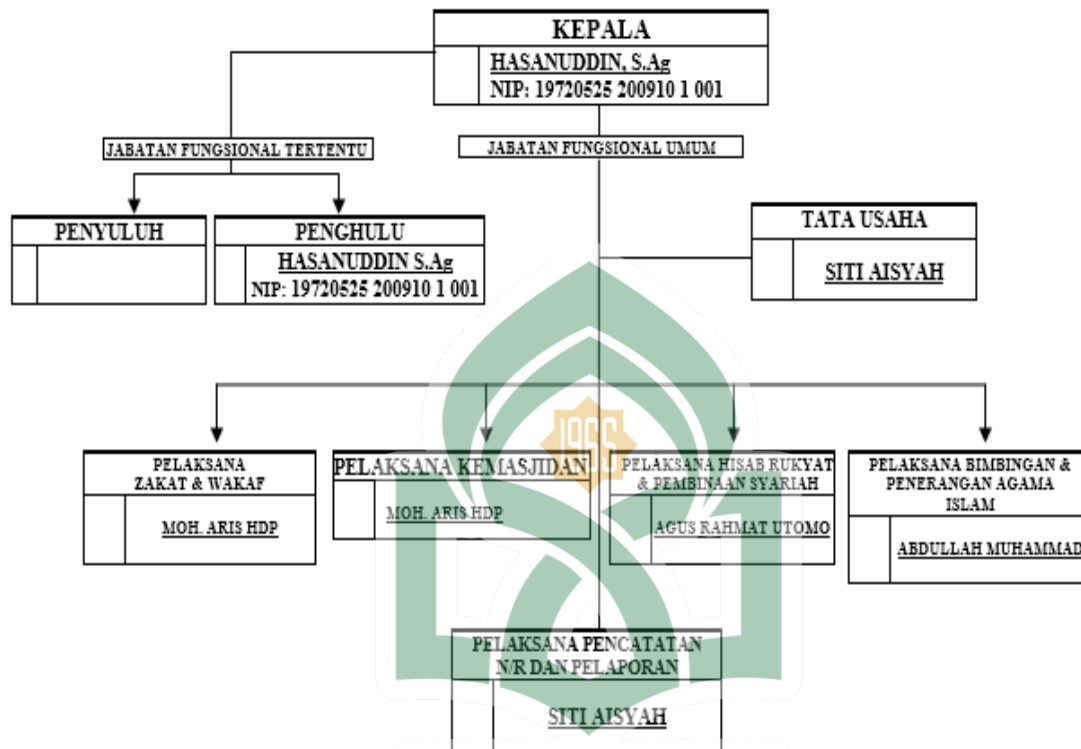 KEPALA
HASANUDDIN, S.Ag
NIP: 19720525 200910 1 001
JABATAN FUNGSIONAL TERTENTU
JABATAN FUNGSIONAL UMUM
PENYULUH
PENGHULU
HASANUDDIN S.Ag
NIP: 19720525 200910 1 001
TATA USAHA
SITI AISYAH
1965
PELAKSANA
ZAKAT & WAKAF
MOH. ARIS HDP
PELAKSANA KEMASJIDAN
MOH. ARIS HDP
PELAKSANA HISAB RUKYAT
& PEMBINAAN SYARIAH
AGUS RAHMAT UTOMO
PELAKSANA BIMBINGAN &
PENERANGAN AGAMA
ISLAM
ABDULLAH MUHAMMAD
PELAKSANA PENCATATAN
N/R DAN PELAPORAN
SITI AISYAH